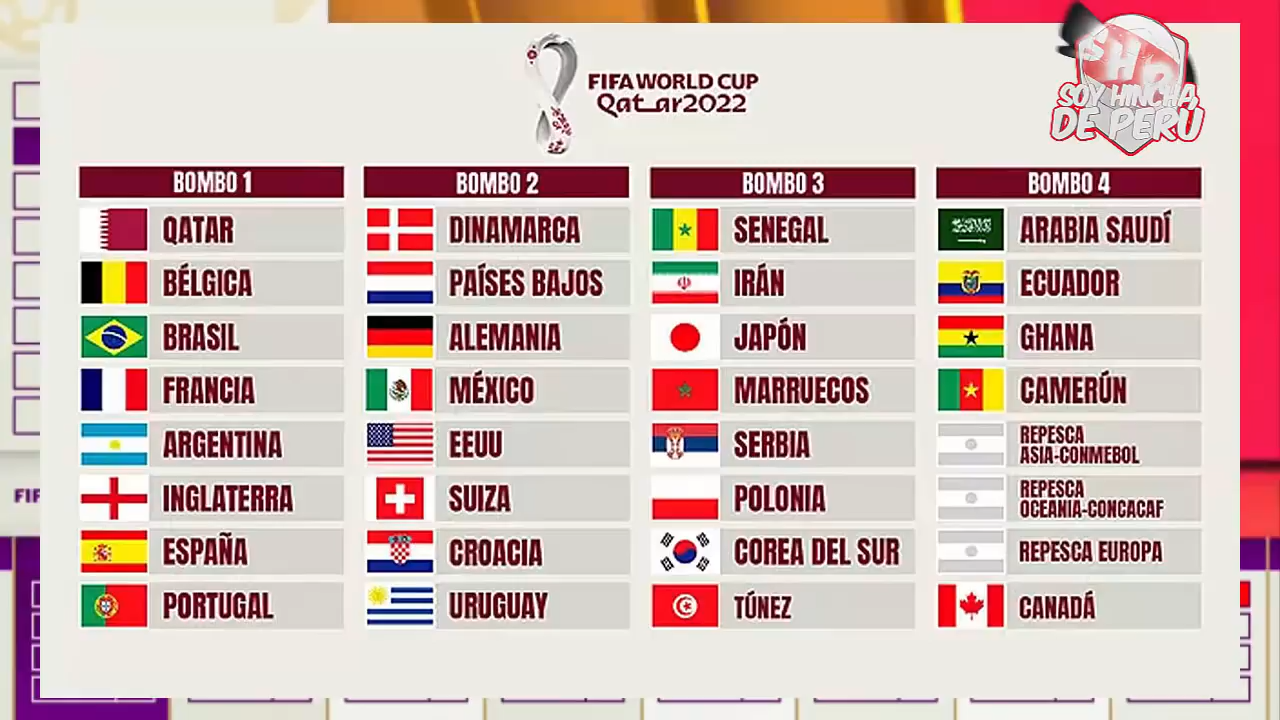 FIFA WORLD CUP
Qatar2022
SHP
SOY HINCHA
DE PERÚ
BOMBO 1
QATAR
BÉLGICA
BRASIL
FRANCIA
ARGENTINA
INGLATERRA
ESPAÑA
PORTUGAL
BOMBO 2
DINAMARCA
PAÍSES BAJOS
ALEMANIA
MÉXICO
EEUU
SUIZA
CROACIA
URUGUAY
BOMBO 3
SENEGAL
IRÁN
JAPÓN
MARRUECOS
SERBIA
POLONIA
COREA DEL SUR
TÚNEZ
BOMBO 4
ARABIA SAUDÍ
ECUADOR
GHANA
CAMERÚN
REPESCA
ASIA-CONMEBOL
REPESCA
OCEANIA-CONCACAF
REPESCA EUROPA
CANADÁ